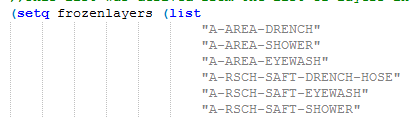 (setq frozenlayers (list
"A-AREA-DRENCH"
"A-AREA-SHOWER"
"A-AREA-EYEWASH"
"A-RSCH-SAFT-DRENCH-HOSE"
"A-RSCH-SAFT-EYEWASH"
"A-RSCH-SAFT-SHOWER"